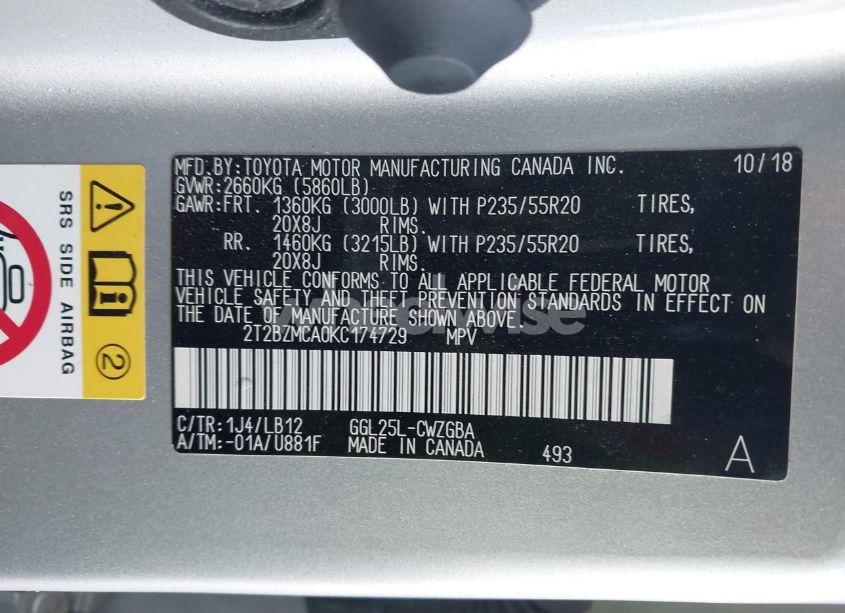 MFD.BY:TOYOTA MOTOR MANUFACTURING CANADA INC. 10/18
GVWR:2660KG (5860LB)
GAWR:FRT. 1360KG (3000LB) WITH P235/55R20 TIRES,
20X8J RIMS.
RR. 1460KG (3215LB) WITH P235/55R20 TIRES,
20X8J RIMS.
THIS VEHICLE CONFORMS TO ALL APPLICABLE FEDERAL MOTOR
VEHICLE SAFETY AND THEFT PREVENTION STANDARDS IN EFFECT ON
THE DATE OF MANUFACTURE SHOWN ABOVE.
2T2BZMCA0KC174729 MPV
C/TR:1J4/LB12 GGL25L-CWZGBA
A/TM:-01A/U881F MADE IN CANADA 493 A
SRS SIDE AIRBAG
2